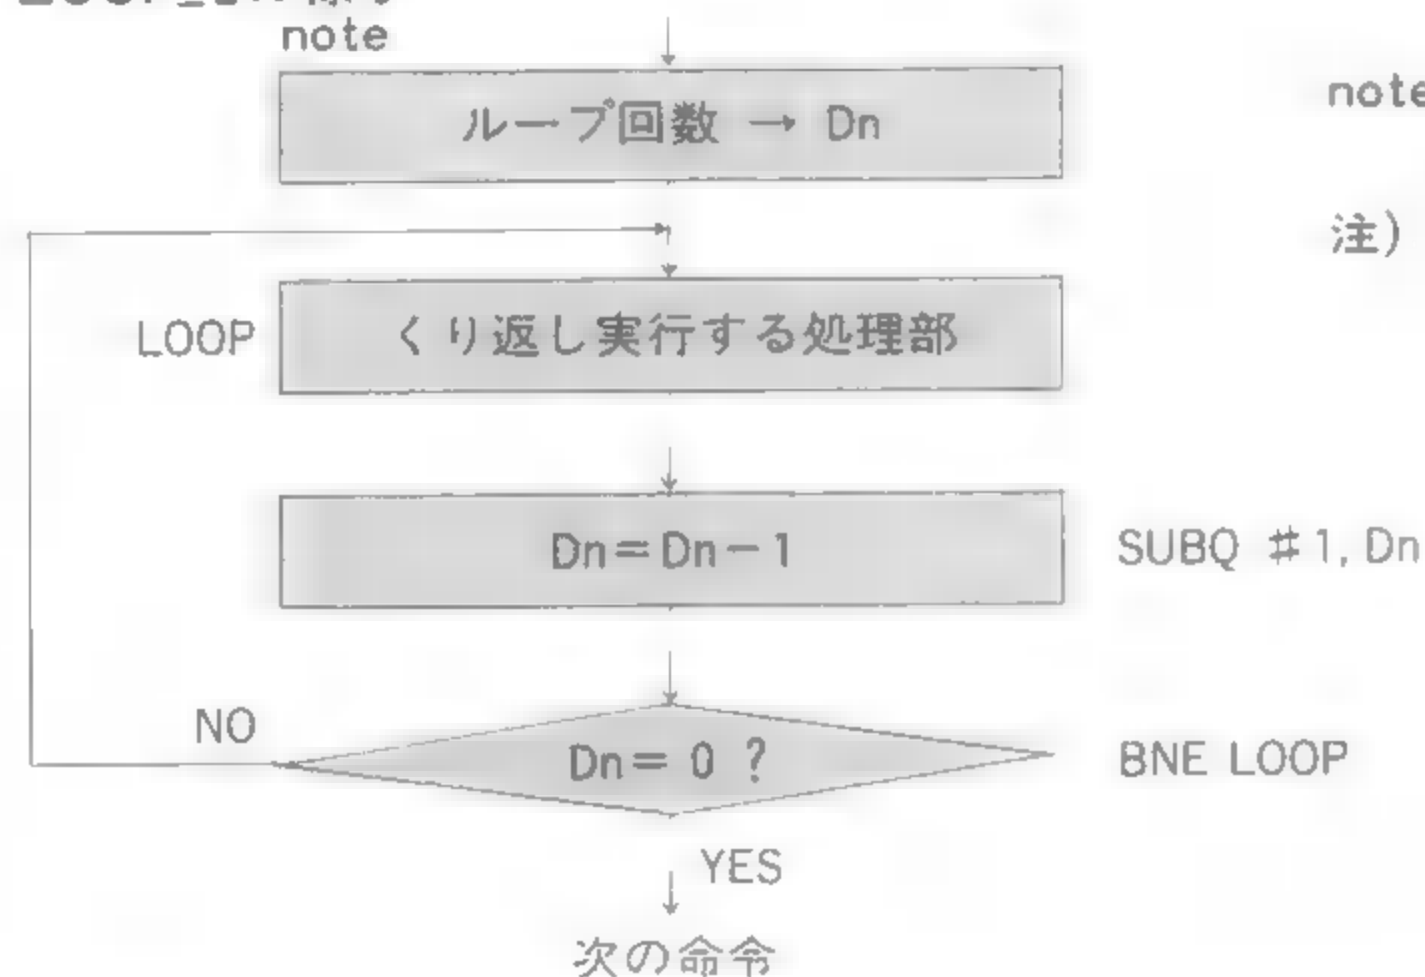 note
ループ回数 → Dn
note
注)
LOOP
くり返し実行する処理部
Dn=Dn-1
SUBQ #1, Dn
NO
Dn= 0 ?
BNE LOOP
YES
次の命令